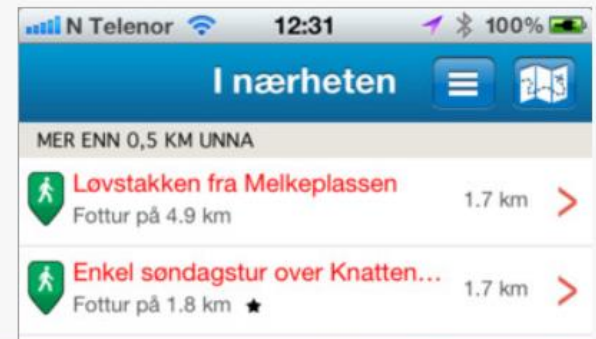 N Telenor 12:31 100%
I nærheten
MER ENN 0,5 KM UNNA
Løvstakken fra Melkeplassen
Fottur på 4.9 km
1.7 km
Enkel søndagstur over Knatten...
Fottur på 1.8 km
1.7 km